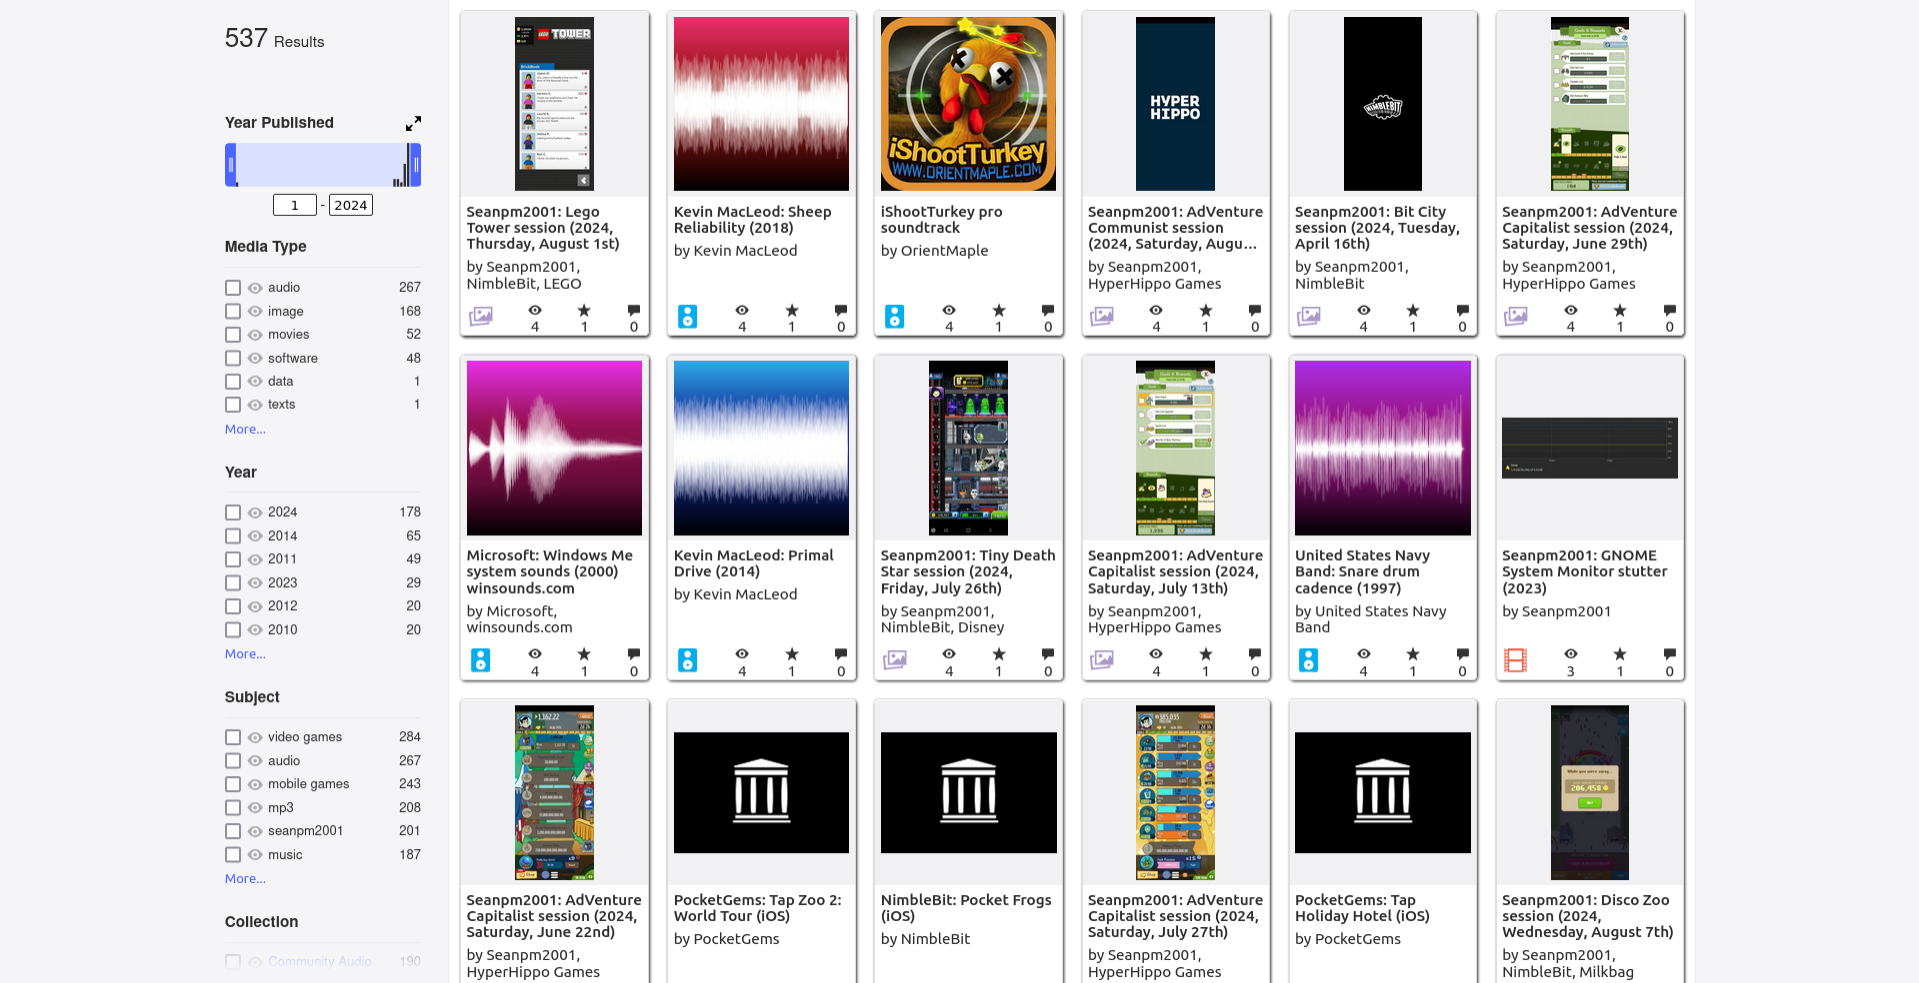 537 Results
Year Published
1 - 2024
Media Type
audio 267
image 168
movies 52
software 48
data 1
texts 1
More...
Year
2024 178
2014 65
2011 49
2023 29
2012 20
2010 20
More...
Subject
video games 284
audio 267
mobile games 243
mp3 208
seanpm2001 201
music 187
More...
Collection
Community Audio 190
LEGO TOWER
Seanpm2001: Lego
Tower session (2024,
Thursday, August 1st)
by Seanpm2001,
NimbleBit, LEGO
4 1 0
Kevin MacLeod: Sheep
Reliability (2018)
by Kevin MacLeod
4 1 0
iShootTurkey
WWW.ORIENTMAPLE.COM
iShootTurkey pro
soundtrack
by OrientMaple
4 1 0
HYPER
HIPPO
Seanpm2001: AdVenture
Communist session
(2024, Saturday, Augu...
by Seanpm2001,
HyperHippo Games
4 1 0
NIMBLEBIT
Seanpm2001: Bit City
session (2024, Tuesday,
April 16th)
by Seanpm2001,
NimbleBit
4 1 0
Seanpm2001: AdVenture
Capitalist session (2024,
Saturday, June 29th)
by Seanpm2001,
HyperHippo Games
4 1 0
Microsoft: Windows Me
system sounds (2000)
winsounds.com
by Microsoft,
winsounds.com
4 1 0
Kevin MacLeod: Primal
Drive (2014)
by Kevin MacLeod
4 1 0
Seanpm2001: Tiny Death
Star session (2024,
Friday, July 26th)
by Seanpm2001,
NimbleBit, Disney
4 1 0
Seanpm2001: AdVenture
Capitalist session (2024,
Saturday, July 13th)
by Seanpm2001,
HyperHippo Games
4 1 0
United States Navy
Band: Snare drum
cadence (1997)
by United States Navy
Band
4 1 0
Seanpm2001: GNOME
System Monitor stutter
(2023)
by Seanpm2001
3 1 0
Seanpm2001: AdVenture
Capitalist session (2024,
Saturday, June 22nd)
by Seanpm2001,
HyperHippo Games
PocketGems: Tap Zoo 2:
World Tour (iOS)
by PocketGems
NimbleBit: Pocket Frogs
(iOS)
by NimbleBit
Seanpm2001: AdVenture
Capitalist session (2024,
Saturday, July 27th)
by Seanpm2001,
HyperHippo Games
PocketGems: Tap
Holiday Hotel (iOS)
by PocketGems
206,458
Seanpm2001: Disco Zoo
session (2024,
Wednesday, August 7th)
by Seanpm2001,
NimbleBit, Milkbag